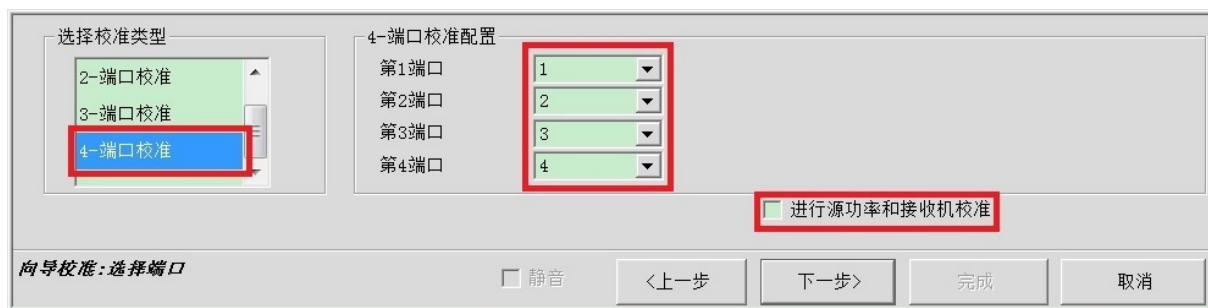 选择校准类型
2-端口校准
3-端口校准
4-端口校准
4-端口校准配置
第1端口 1
第2端口 2
第3端口 3
第4端口 4
进行源功率和接收机校准
向导校准:选择端口
静音
<上一步
下一步>
完成
取消